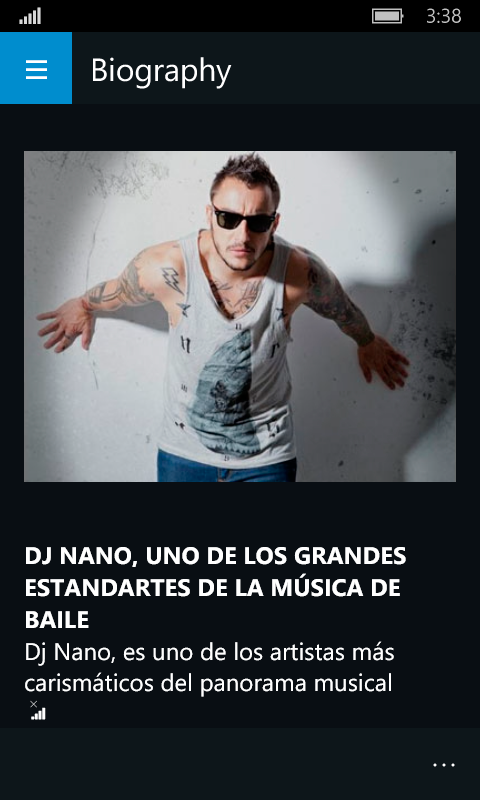 3:38
Biography
DJ NANO, UNO DE LOS GRANDES
ESTANDARTES DE LA MÚSICA DE
BAILE
Dj Nano, es uno de los artistas más
carismáticos del panorama musical
...